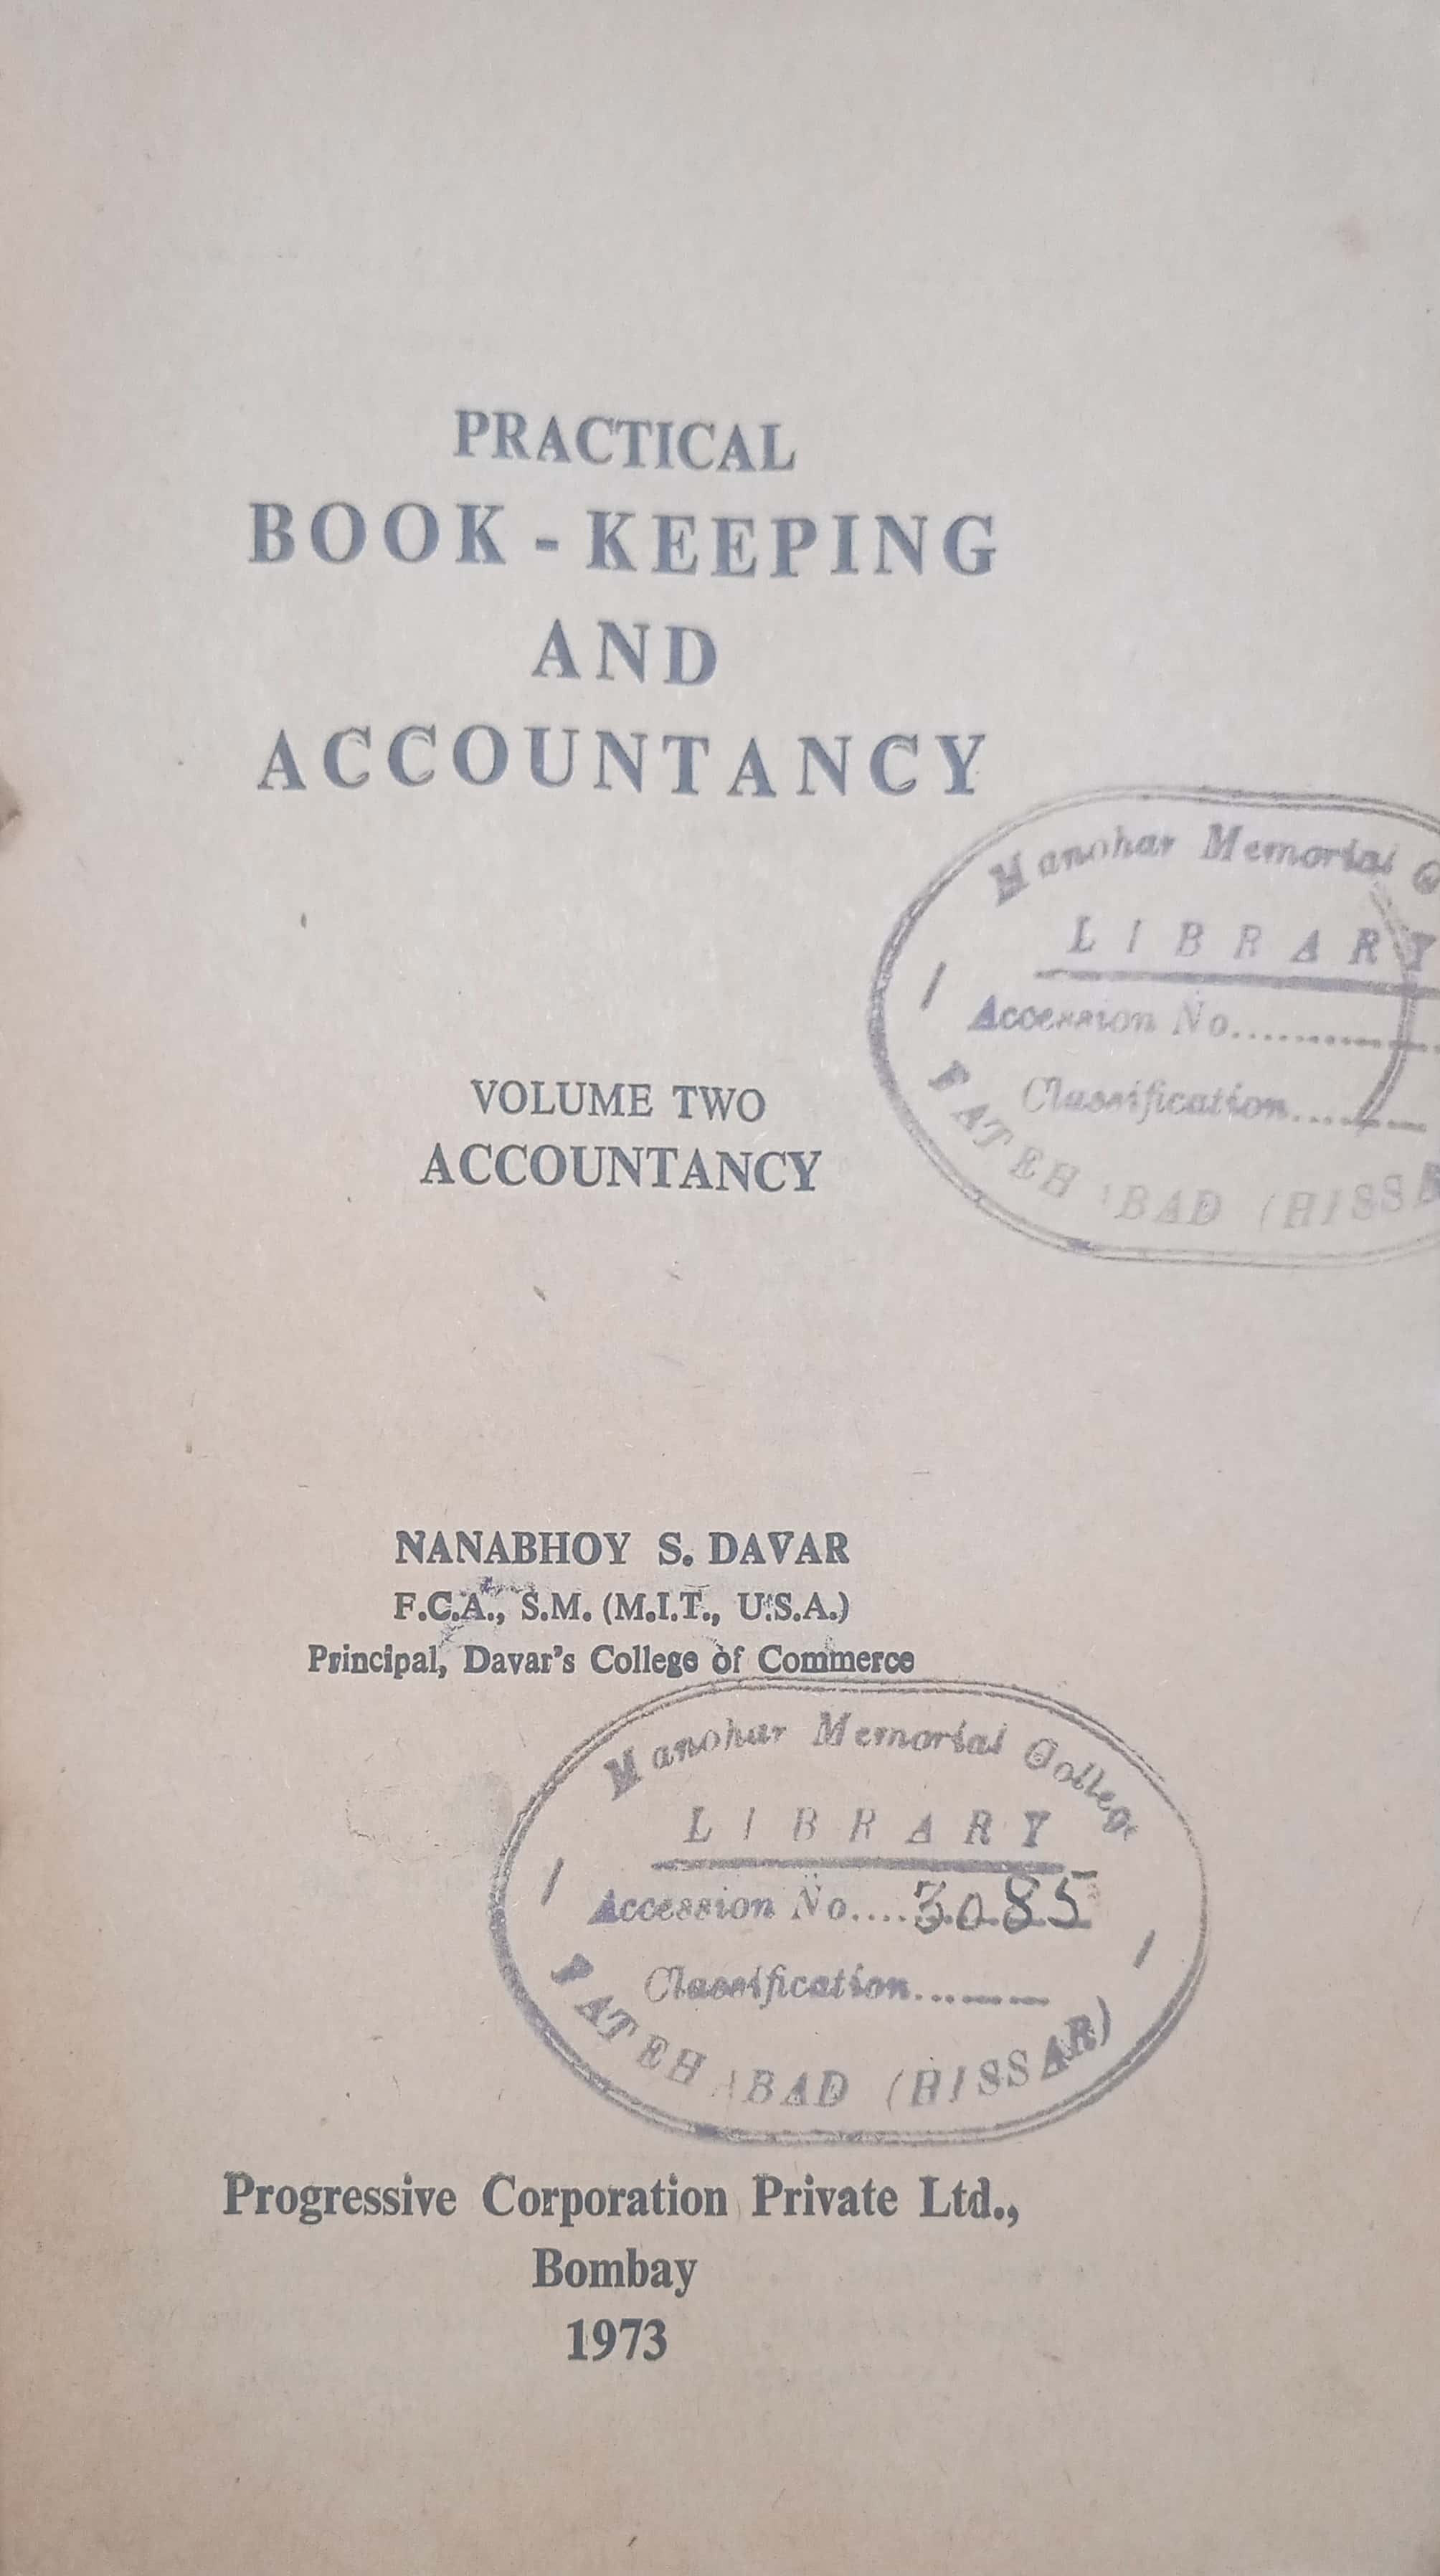 PRACTICAL
BOOK - KEEPING
AND
ACCOUNTANCY
Manohar Memorial
LIBRARY
Accession No...............
Classification..........
FATEHABAD (HISSA
VOLUME TWO
ACCOUNTANCY
NANABHOY S. DAVAR
F.C.A., S.M. (M.I.T., U.S.A.)
Principal, Davar's College of Commerce
Manohar Memorial College
LIBRARY
Accession No....3085
Classification..........
FATEHABAD (HISSAR)
Progressive Corporation Private Ltd.,
Bombay
1973